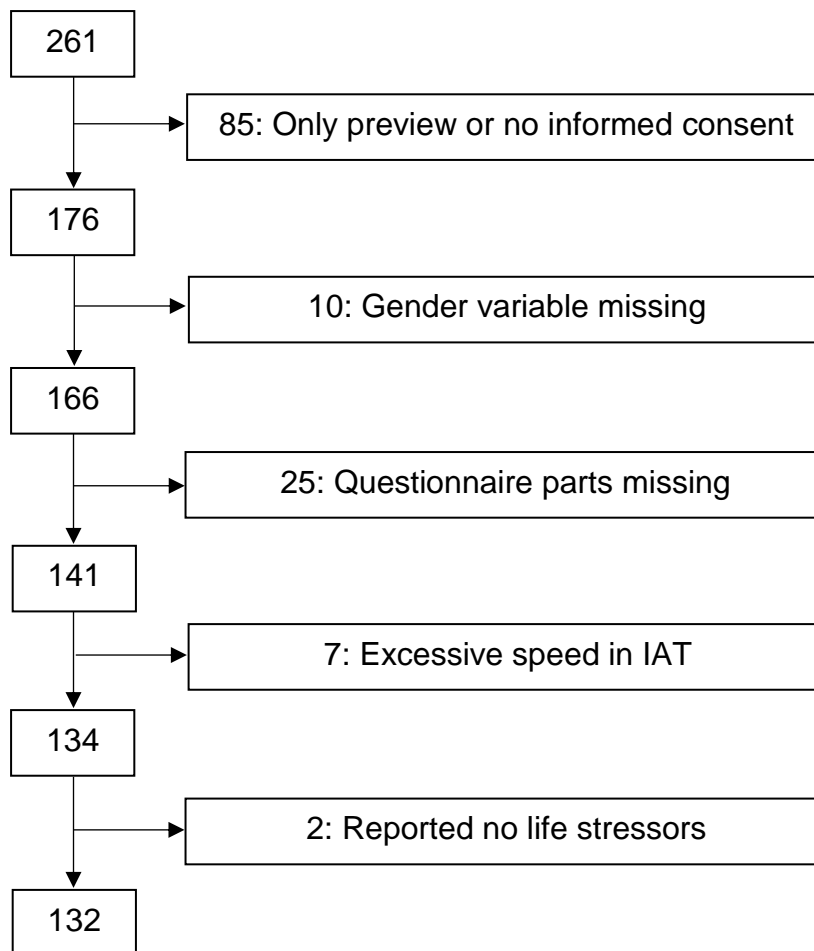 261
85: Only preview or no informed consent
176
10: Gender variable missing
166
25: Questionnaire parts missing
141
7: Excessive speed in IAT
134
2: Reported no life stressors
132